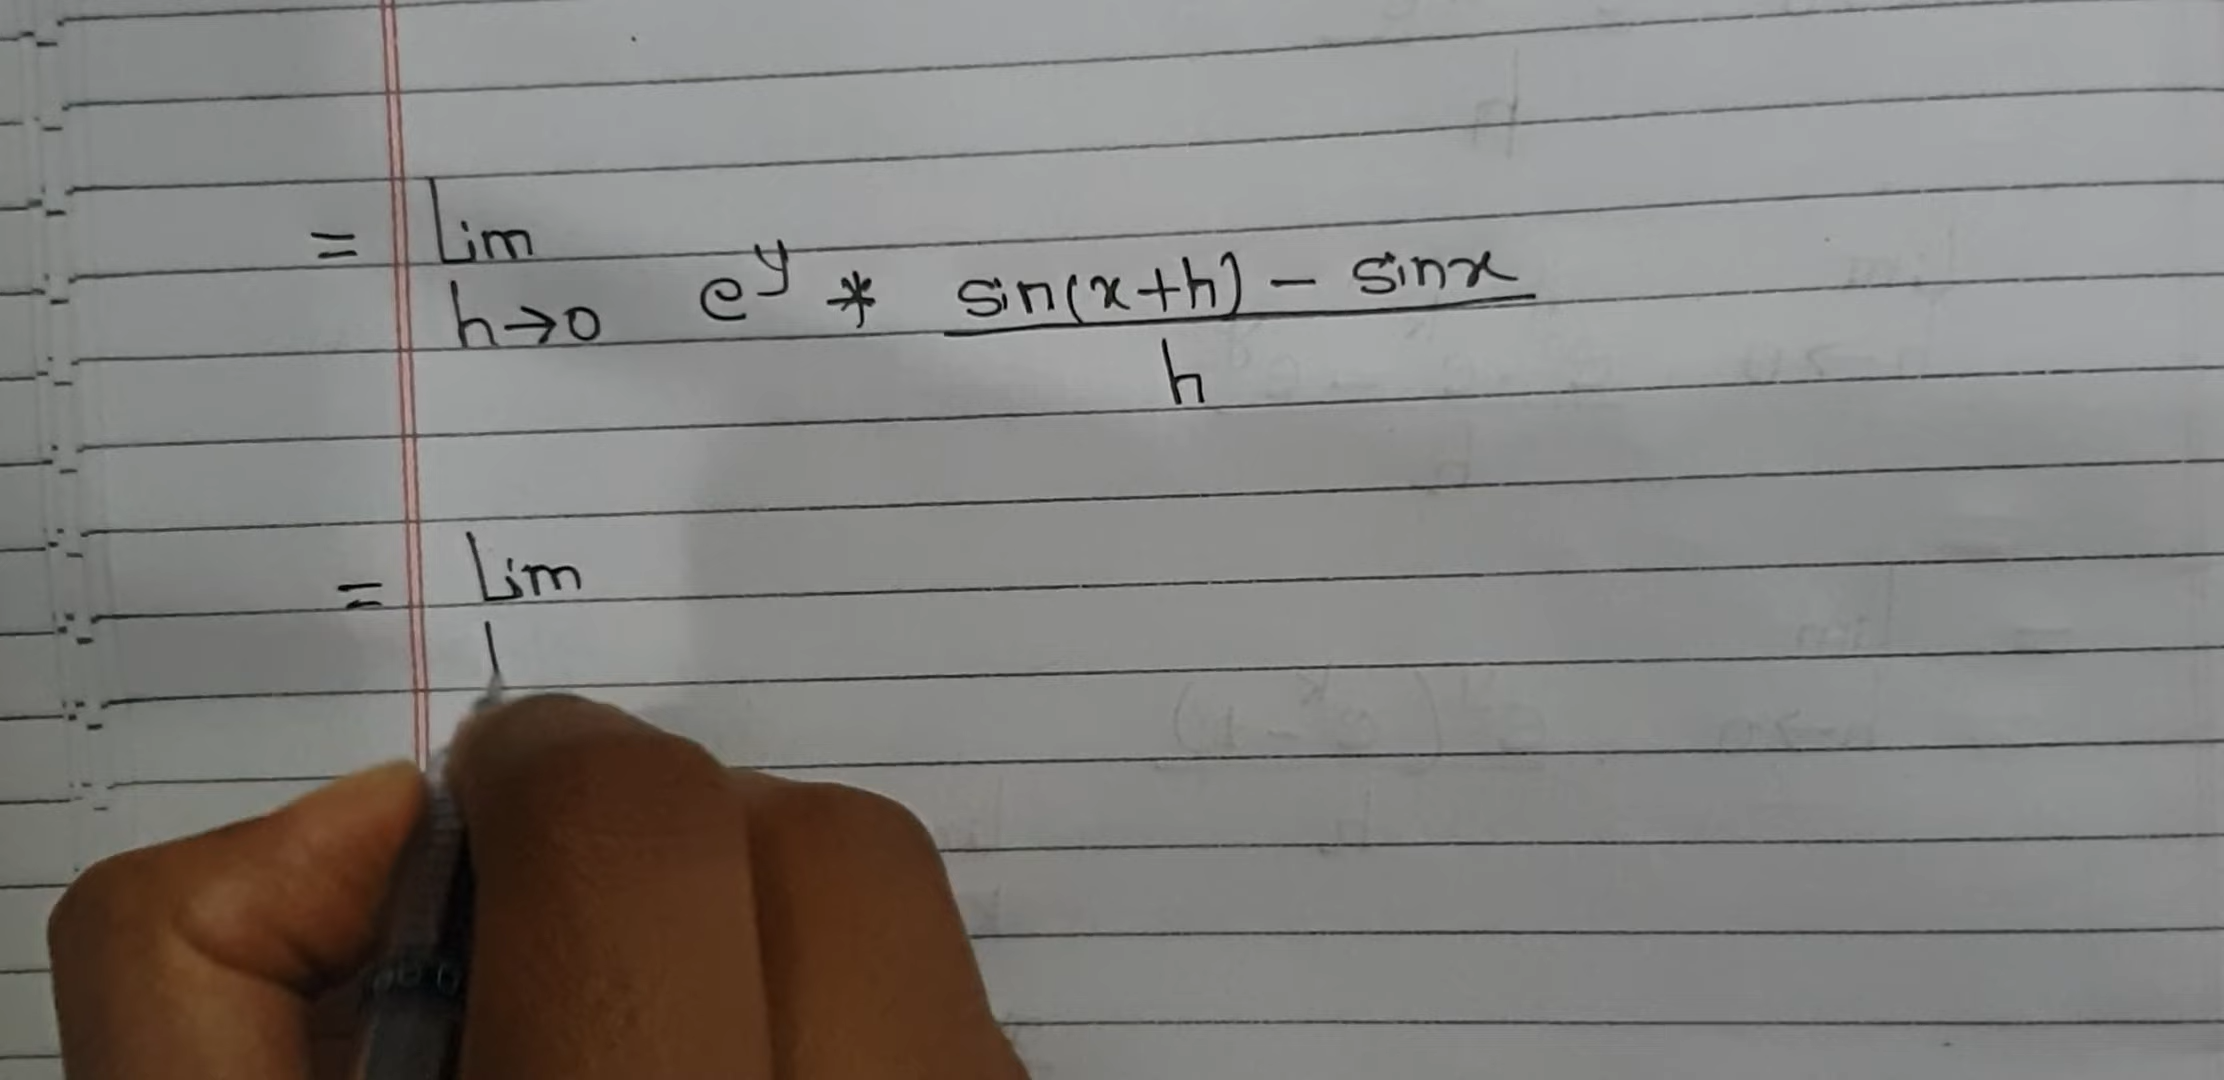 = Lim h→0 e^y * sin(x+h) - sinx / h
= Lim